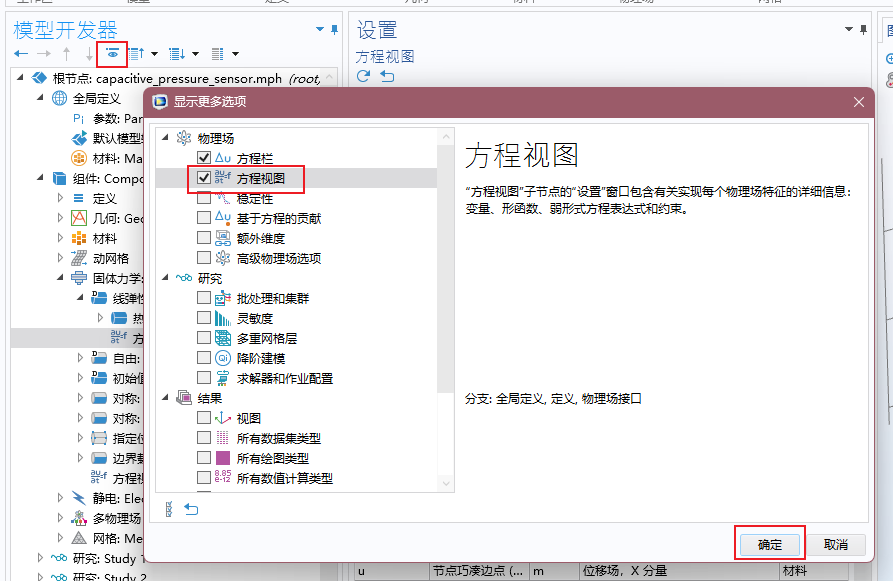 模型开发器
设置
方程视图
根节点: capacitive_pressure_sensor.mph (root)
全局定义
Pi 参数: Par
默认模型
材料: Ma
组件: Compo
定义
几何: Geo
材料
动网格
固体力学:
线弹性
热
方
自由:
初始值
对称:
对称:
指定位
边界载
方程视
静电: Elec
多物理场
网格: Me
研究: Study 1
研究: Study 2
显示更多选项
物理场
Δu 方程栏
方程视图
稳定性
Δu 基于方程的贡献
额外维度
高级物理场选项
研究
批处理和集群
灵敏度
多重网格层
降阶建模
求解器和作业配置
结果
视图
所有数据集类型
所有绘图类型
8.85 e-12 所有数值计算类型
方程视图
“方程视图”子节点的“设置”窗口包含有关实现每个物理场特征的详细信息:
变量、形函数、弱形式方程表达式和约束。
分支: 全局定义, 定义, 物理场接口
确定
取消
u 节点巧凑边点 (... m 位移场，X 分量 材料